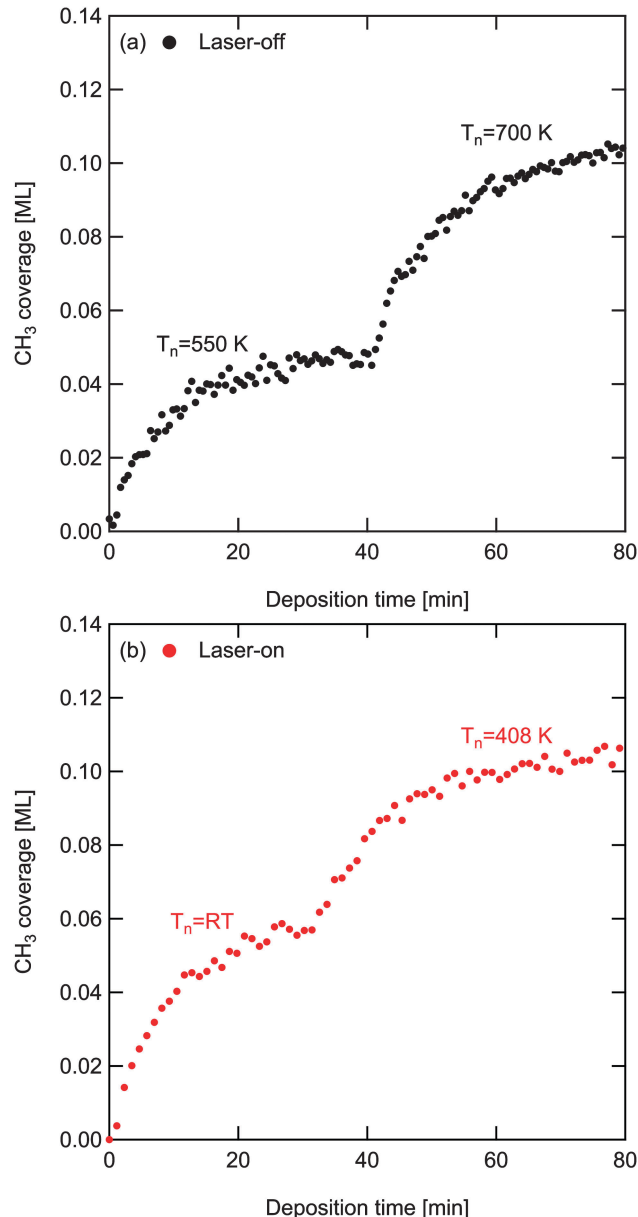 (a) ● Laser-off
0.14
0.12
0.10
0.08
0.06
0.04
0.02
0.00
CH₃ coverage [ML]
Tₙ=700 K
Tₙ=550 K
0 20 40 60 80
Deposition time [min]
(b) ● Laser-on
0.14
0.12
0.10
0.08
0.06
0.04
0.02
0.00
CH₃ coverage [ML]
Tₙ=408 K
Tₙ=RT
0 20 40 60 80
Deposition time [min]